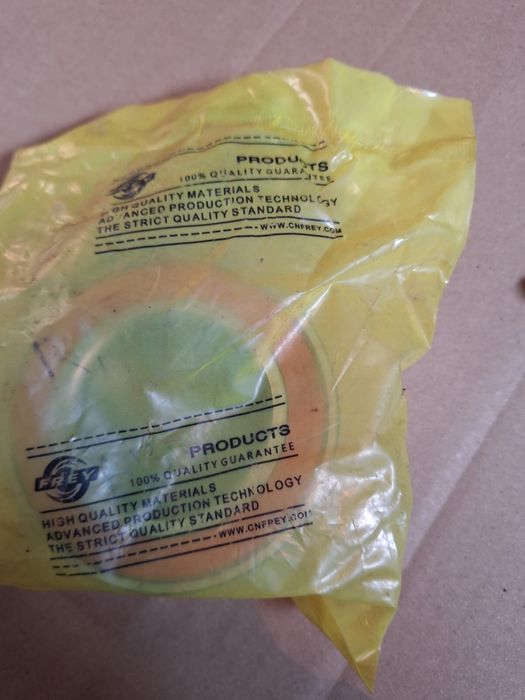 PRODUCTS
100% QUALITY GUARANTEE
HIGH QUALITY MATERIALS
ADVANCED PRODUCTION TECHNOLOGY
THE STRICT QUALITY STANDARD
WWW.CNFREY.COM
PRODUCTS
FREY
100% QUALITY GUARANTEE
HIGH QUALITY MATERIALS
ADVANCED PRODUCTION TECHNOLOGY
THE STRICT QUALITY STANDARD
WWW.CNFREY.COM